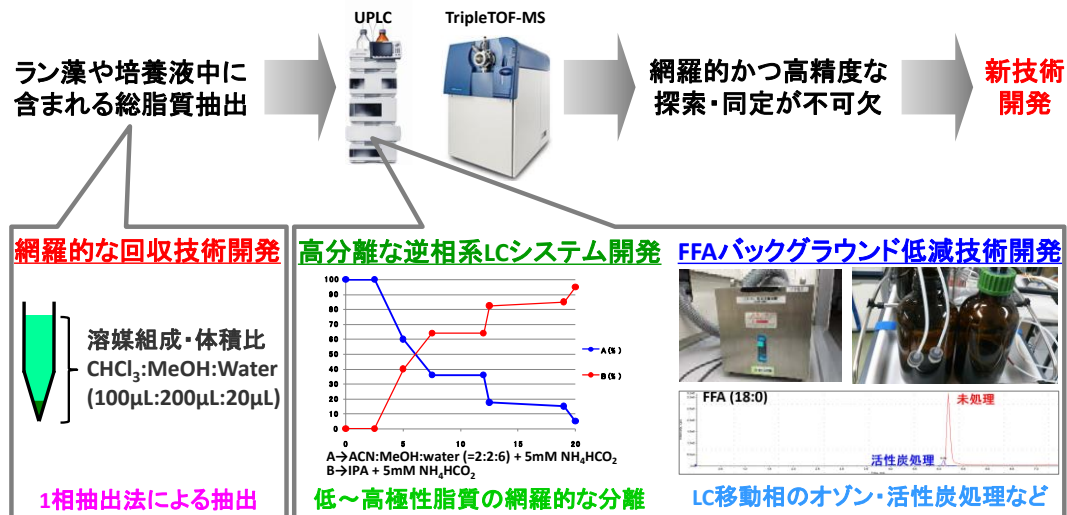 UPLC
TripleTOF-MS
ラン藻や培養液中に
含まれる総脂質抽出
網羅的かつ高精度な
探索・同定が不可欠
新技術
開発
網羅的な回収技術開発
溶媒組成・体積比
CHCl₃:MeOH:Water
(100μL:200μL:20μL)
1相抽出法による抽出
高分離な逆相系LCシステム開発
100
90
80
70
60
50
40
30
20
10
0
0 5 10 15 20
A(%)
B(%)
A→ACN:MeOH:water (=2:2:6) + 5mM NH₄HCO₂
B→IPA + 5mM NH₄HCO₂
低～高極性脂質の網羅的な分離
FFAバックグラウンド低減技術開発
FFA (18:0)
未処理
活性炭処理
LC移動相のオゾン・活性炭処理など